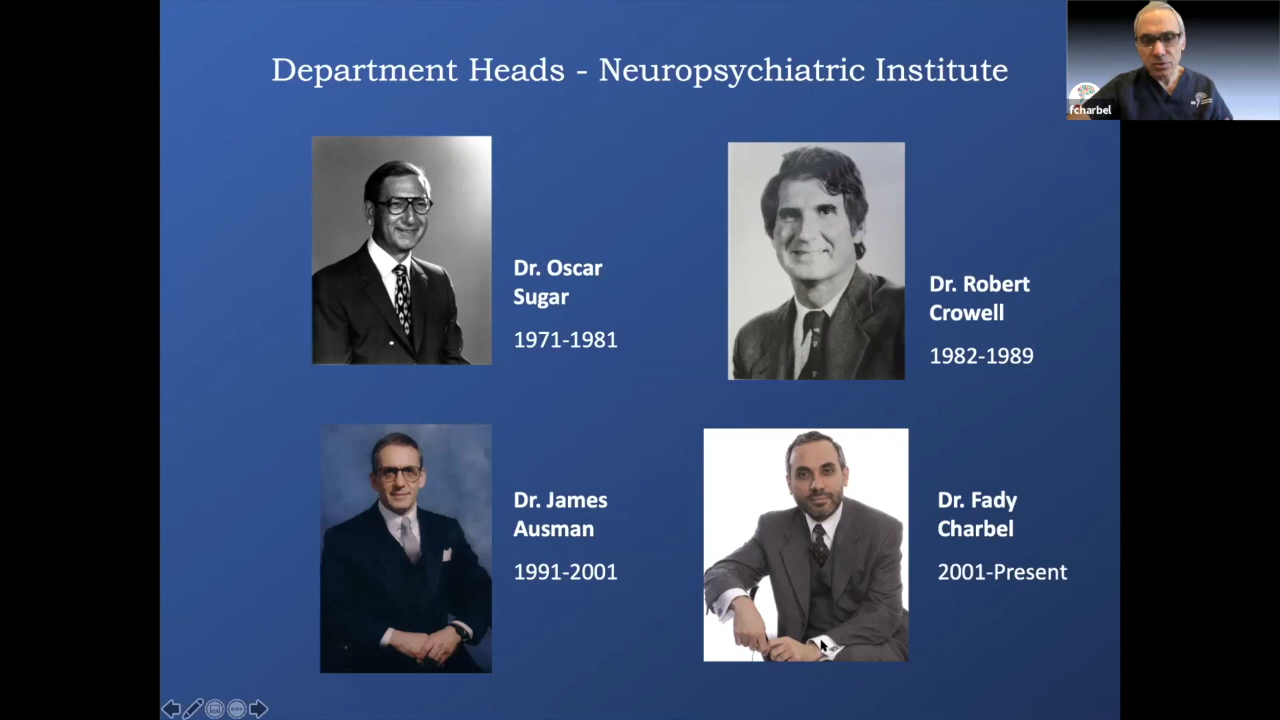 Department Heads - Neuropsychiatric Institute
fcharbel
Dr. Oscar
Sugar
1971-1981
Dr. Robert
Crowell
1982-1989
Dr. James
Ausman
1991-2001
Dr. Fady
Charbel
2001-Present